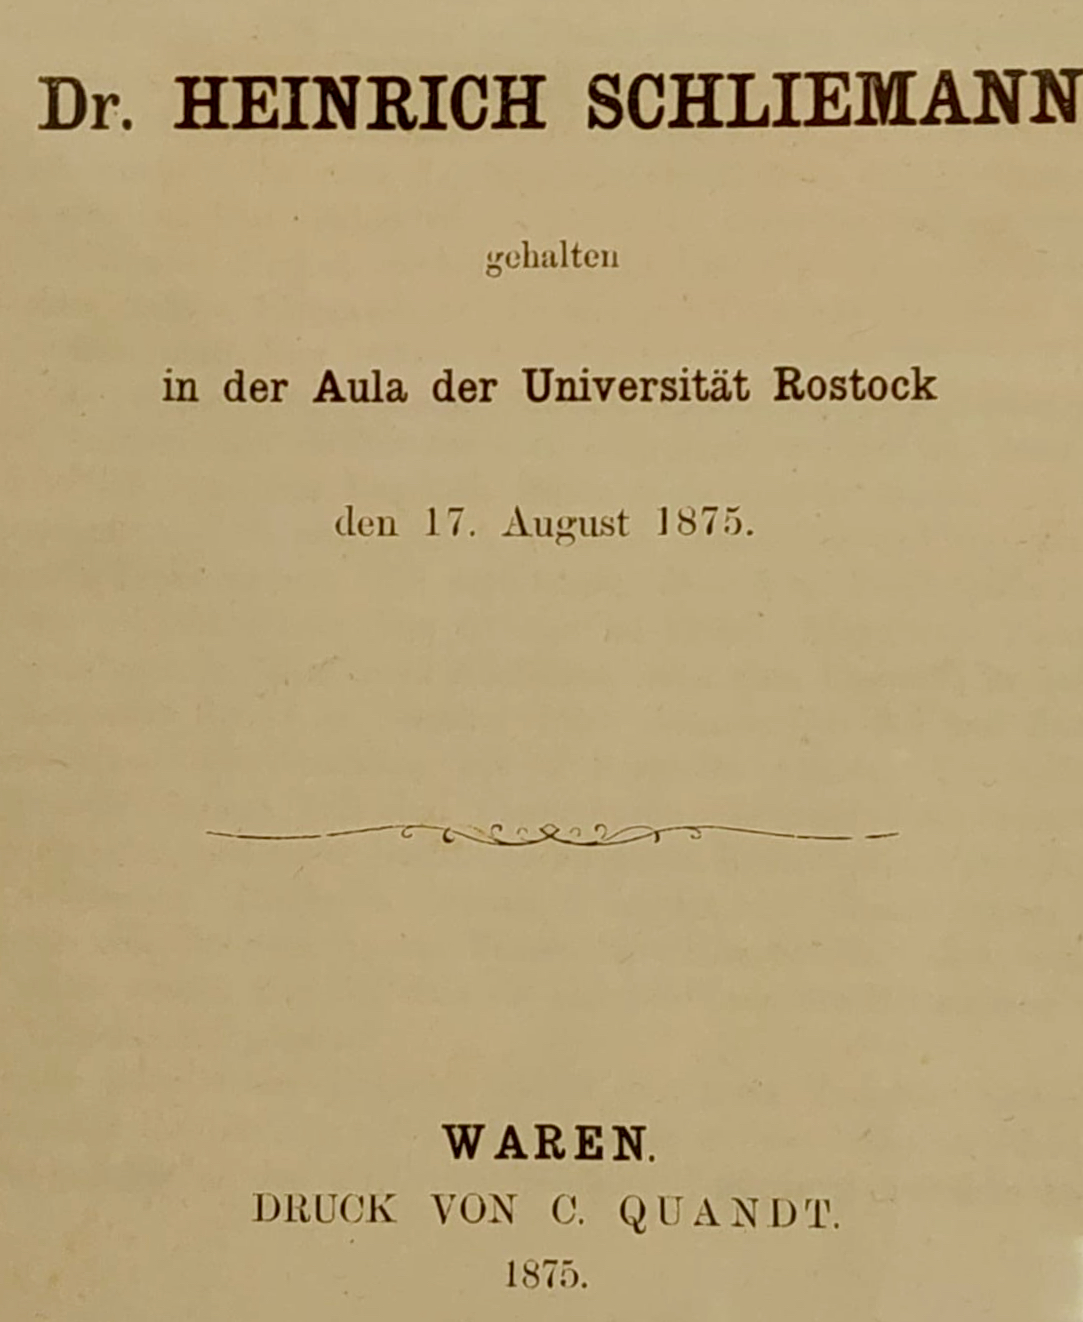 Dr. HEINRICH SCHLIEMANN
gehalten
in der Aula der Universität Rostock
den 17. August 1875.
WAREN.
DRUCK VON C. QUANDT.
1875.